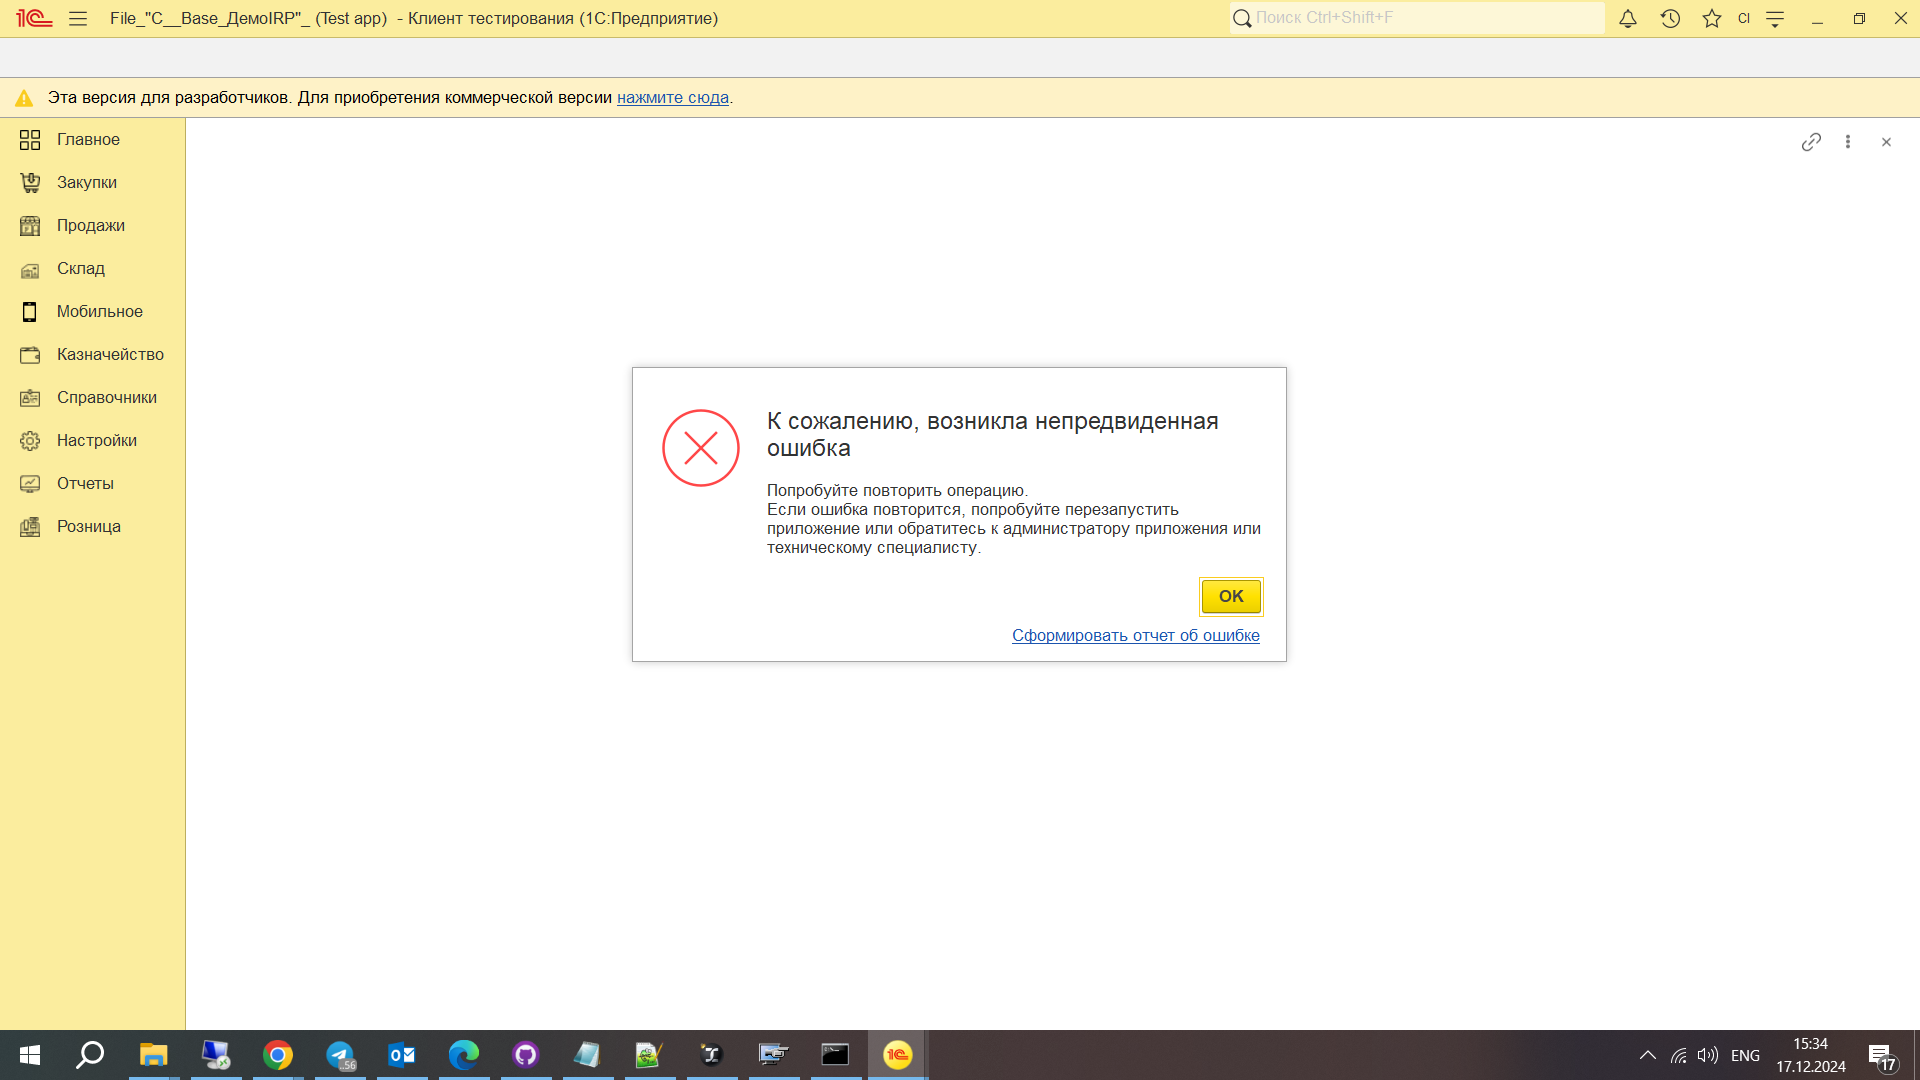 1С File_"C__Base_ДемоIRP"_ (Test app) - Клиент тестирования (1С:Предприятие) Поиск Ctrl+Shift+F CI
Эта версия для разработчиков. Для приобретения коммерческой версии нажмите сюда.
Главное
Закупки
Продажи
Склад
Мобильное
Казначейство
Справочники
Настройки
Отчеты
Розница
К сожалению, возникла непредвиденная
ошибка
Попробуйте повторить операцию.
Если ошибка повторится, попробуйте перезапустить
приложение или обратитесь к администратору приложения или
техническому специалисту.
OK
Сформировать отчет об ошибке
.56
ENG
15:34
17.12.2024
17